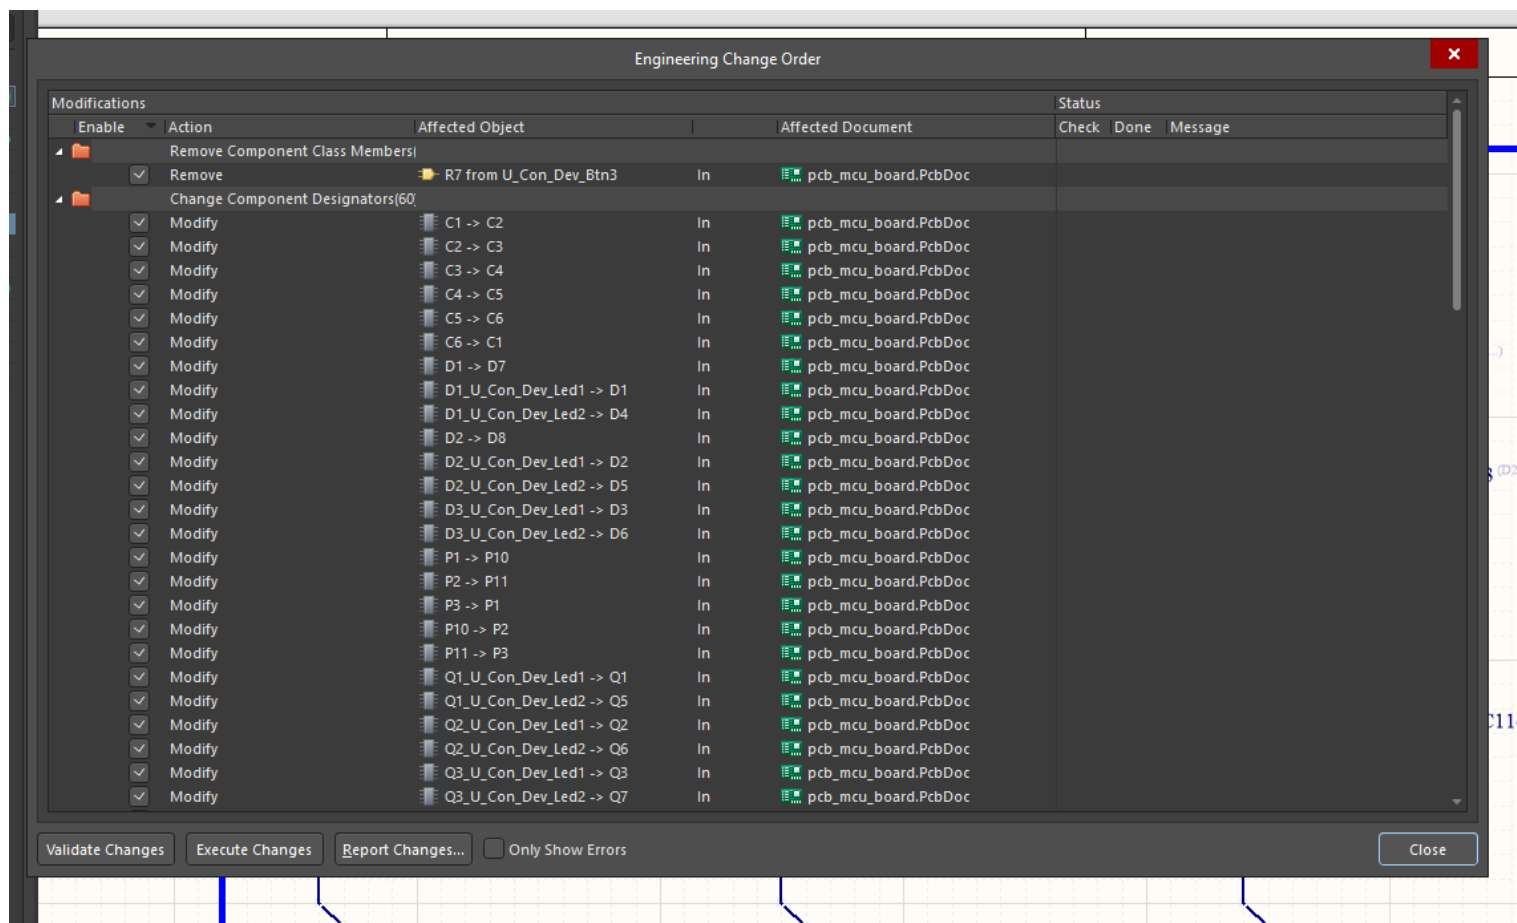 Engineering Change Order
Modifications Status
Enable Action Affected Object Affected Document Check Done Message
Remove Component Class Members(
Remove R7 from U_Con_Dev_Btn3 In pcb_mcu_board.PcbDoc
Change Component Designators(60)
Modify C1 -> C2 In pcb_mcu_board.PcbDoc
Modify C2 -> C3 In pcb_mcu_board.PcbDoc
Modify C3 -> C4 In pcb_mcu_board.PcbDoc
Modify C4 -> C5 In pcb_mcu_board.PcbDoc
Modify C5 -> C6 In pcb_mcu_board.PcbDoc
Modify C6 -> C1 In pcb_mcu_board.PcbDoc
Modify D1 -> D7 In pcb_mcu_board.PcbDoc
Modify D1_U_Con_Dev_Led1 -> D1 In pcb_mcu_board.PcbDoc
Modify D1_U_Con_Dev_Led2 -> D4 In pcb_mcu_board.PcbDoc
Modify D2 -> D8 In pcb_mcu_board.PcbDoc
Modify D2_U_Con_Dev_Led1 -> D2 In pcb_mcu_board.PcbDoc
Modify D2_U_Con_Dev_Led2 -> D5 In pcb_mcu_board.PcbDoc
Modify D3_U_Con_Dev_Led1 -> D3 In pcb_mcu_board.PcbDoc
Modify D3_U_Con_Dev_Led2 -> D6 In pcb_mcu_board.PcbDoc
Modify P1 -> P10 In pcb_mcu_board.PcbDoc
Modify P2 -> P11 In pcb_mcu_board.PcbDoc
Modify P3 -> P1 In pcb_mcu_board.PcbDoc
Modify P10 -> P2 In pcb_mcu_board.PcbDoc
Modify P11 -> P3 In pcb_mcu_board.PcbDoc
Modify Q1_U_Con_Dev_Led1 -> Q1 In pcb_mcu_board.PcbDoc
Modify Q1_U_Con_Dev_Led2 -> Q5 In pcb_mcu_board.PcbDoc
Modify Q2_U_Con_Dev_Led1 -> Q2 In pcb_mcu_board.PcbDoc
Modify Q2_U_Con_Dev_Led2 -> Q6 In pcb_mcu_board.PcbDoc
Modify Q3_U_Con_Dev_Led1 -> Q3 In pcb_mcu_board.PcbDoc
Modify Q3_U_Con_Dev_Led2 -> Q7 In pcb_mcu_board.PcbDoc
Validate Changes Execute Changes Report Changes... Only Show Errors Close